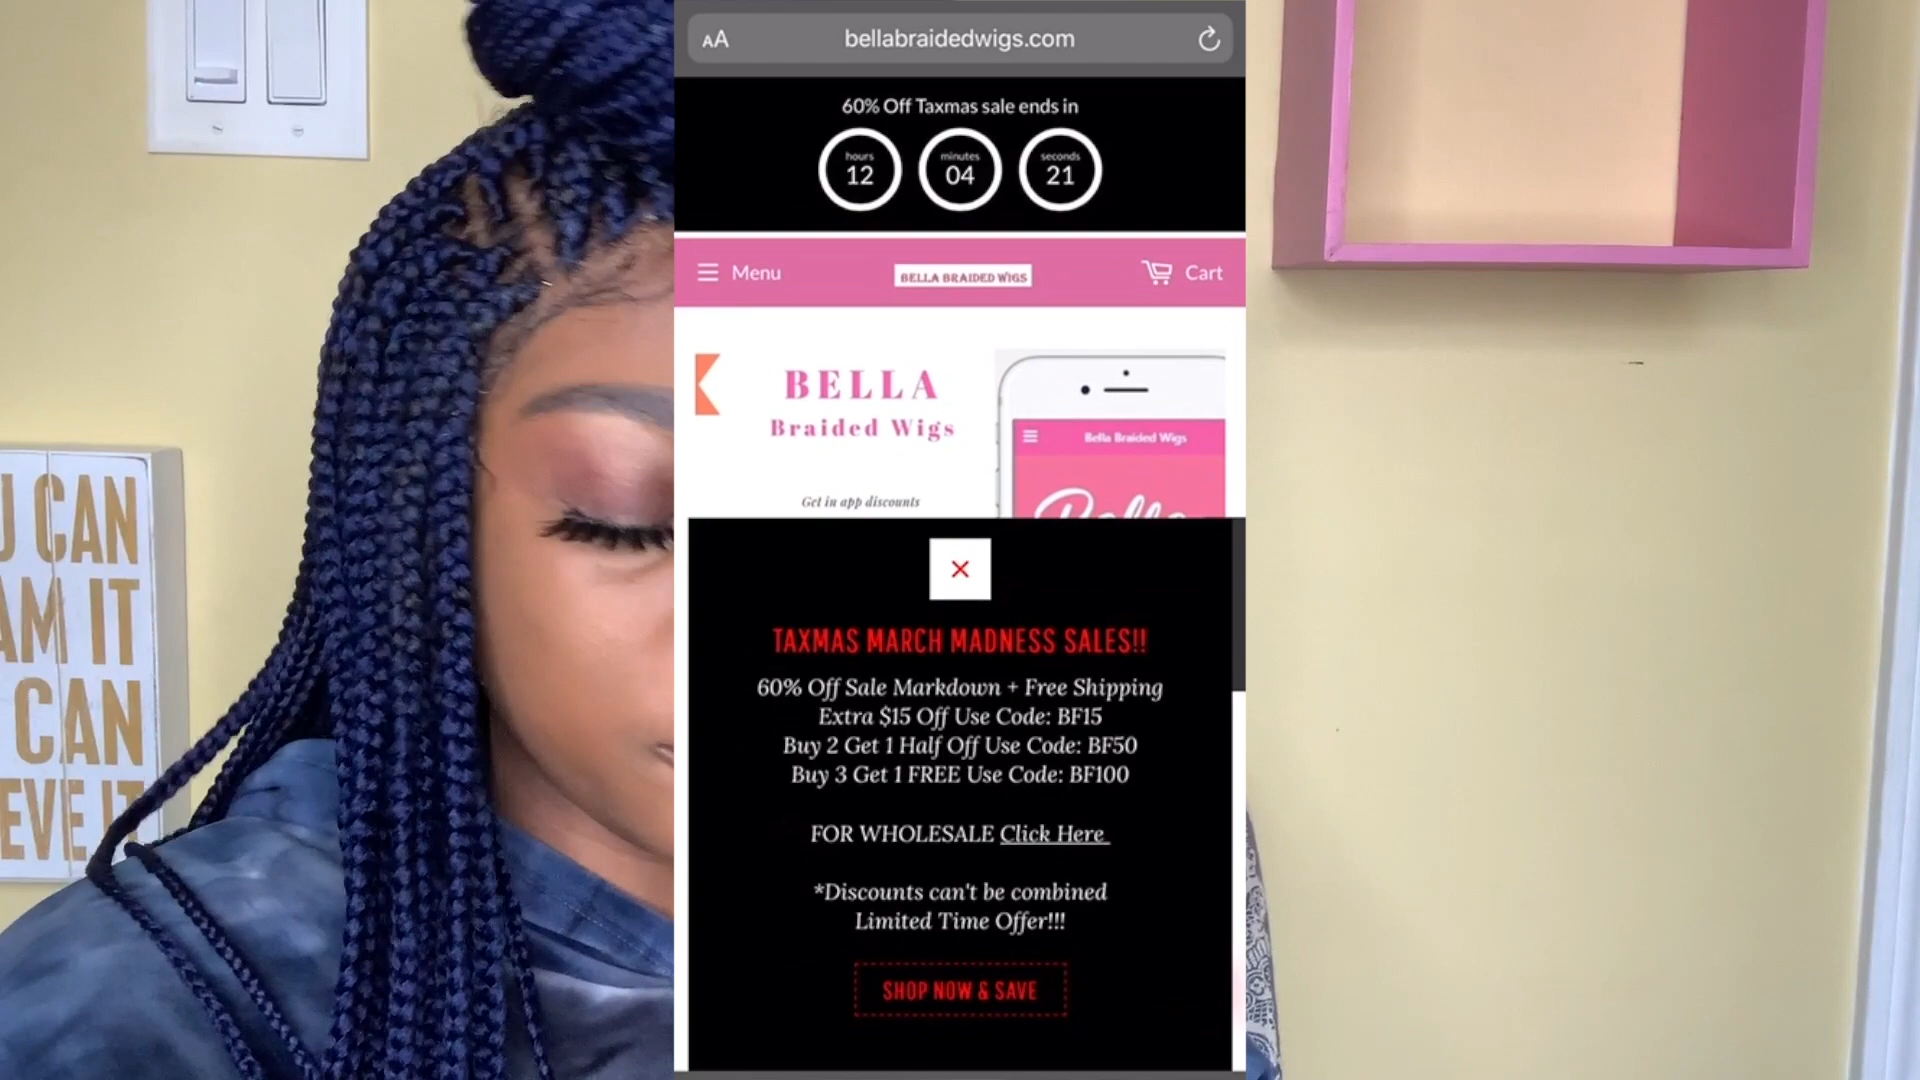 U CAN
AM IT
CAN
EVE IT
AA
bellabraidedwigs.com
60% Off Taxmas sale ends in
hours
12
minutes
04
seconds
21
Menu
BELLA BRAIDED WIGS
Cart
BELLA
Braided Wigs
Get in app discounts
Bella Braided Wigs
Bella
×
TAXMAS MARCH MADNESS SALES!!
60% Off Sale Markdown + Free Shipping
Extra $15 Off Use Code: BF15
Buy 2 Get 1 Half Off Use Code: BF50
Buy 3 Get 1 FREE Use Code: BF100
FOR WHOLESALE Click Here
*Discounts can't be combined
Limited Time Offer!!!
SHOP NOW & SAVE